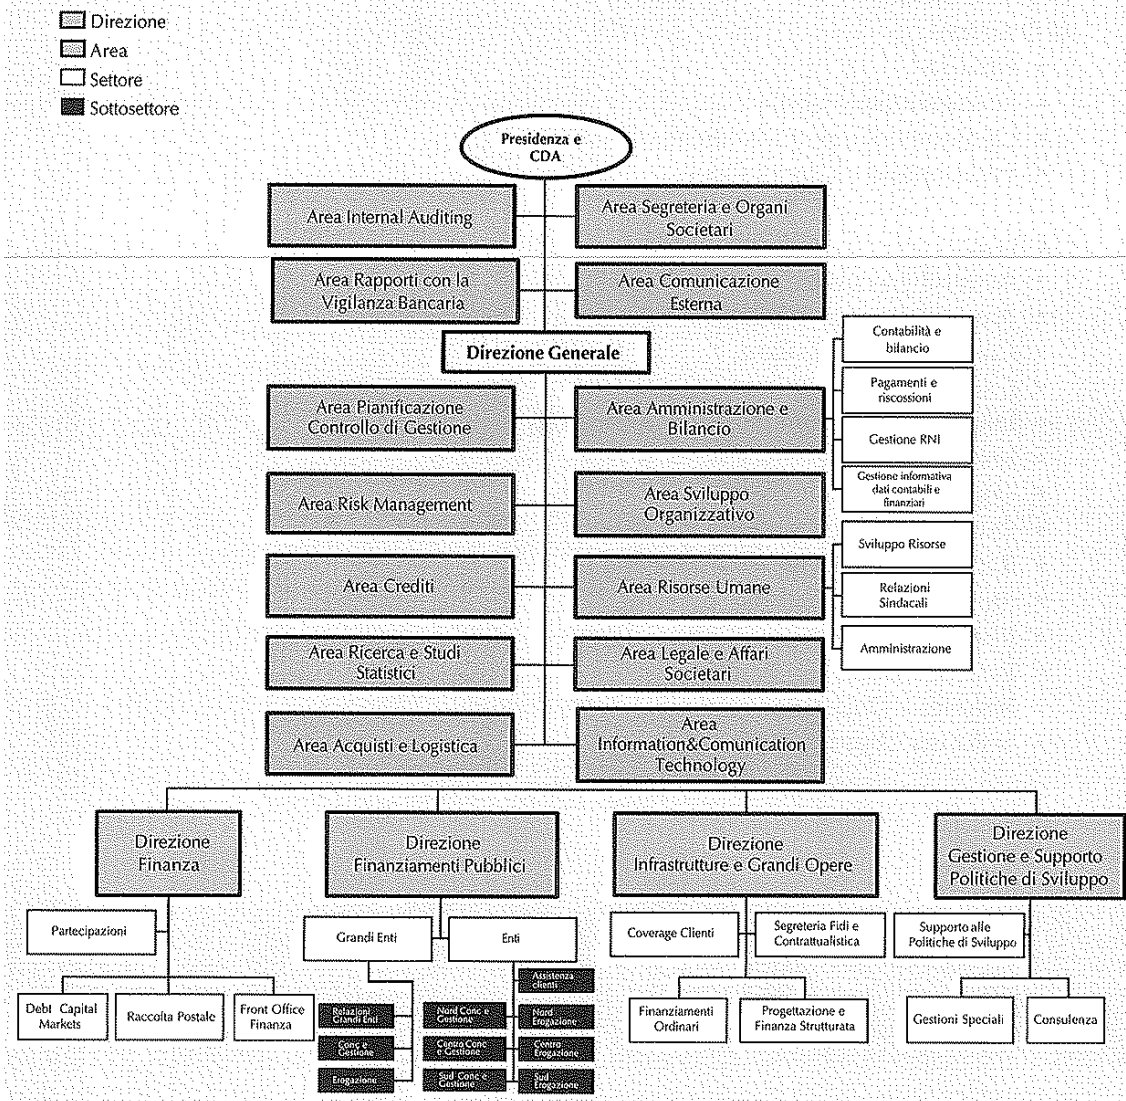 Direzione
Area
Settore
Sottosettore
Presidenza e
CDA
Area Internal Auditing
Area Segreteria e Organi
Societari
Area Rapporti con la
Vigilanza Bancaria
Area Comunicazione
Esterna
Direzione Generale
Contabilità e
bilancio
Pagamenti e
riscossioni
Gestione RNI
Gestione informativa
dati contabili e
finanziari
Area Pianificazione
Controllo di Gestione
Area Amministrazione e
Bilancio
Area Risk Management
Area Sviluppo
Organizzativo
Sviluppo Risorse
Relazioni
Sindacali
Amministrazione
Area Crediti
Area Risorse Umane
Area Ricerca e Studi
Statistici
Area Legale e Affari
Societari
Area Acquisti e Logistica
Area
Information&Comunication
Technology
Direzione
Finanza
Direzione
Finanziamenti Pubblici
Direzione
Infrastrutture e Grandi Opere
Direzione
Gestione e Supporto
Politiche di Sviluppo
Partecipazioni
Grandi Enti
Enti
Coverage Clienti
Segreteria Fidi e
Contrattualistica
Supporto alle
Politiche di Sviluppo
Debt Capital
Markets
Raccolta Postale
Front Office
Finanza
Assistenza
clienti
Relazioni
Grandi Enti
Nord Conc e
Gestione
Nord
Erogazione
Conc e
Gestione
Centro Conc
e Gestione
Centro
Erogazione
Erogazione
Sud Conc e
Gestione
Sud
Erogazione
Finanziamenti
Ordinari
Progettazione e
Finanza Strutturata
Gestioni Speciali
Consulenza